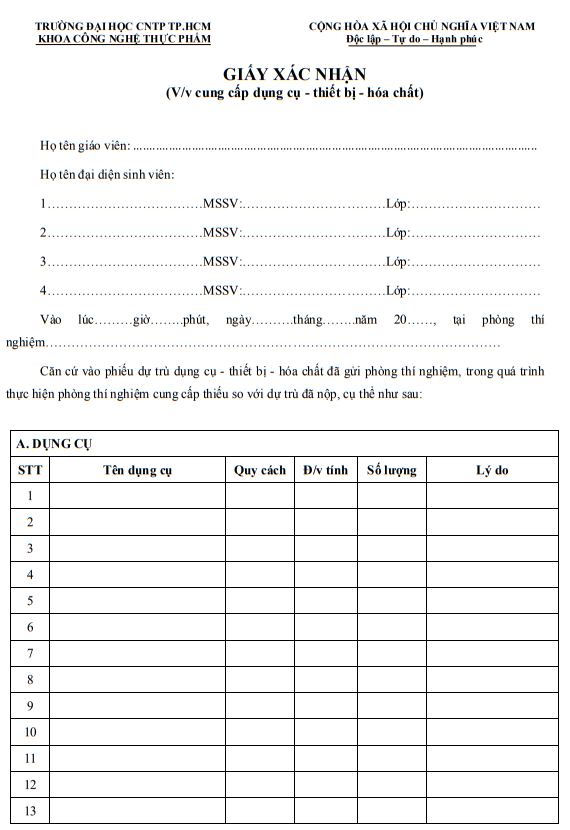 TRƯỜNG ĐẠI HỌC CNTP TP.HCM CỘNG HÒA XÃ HỘI CHỦ NGHĨA VIỆT NAM
KHOA CÔNG NGHỆ THỰC PHẨM Độc lập – Tự do – Hạnh phúc
GIẤY XÁC NHẬN
(V/v cung cấp dụng cụ - thiết bị - hóa chất)
Họ tên giáo viên: ....................................................................................................
Họ tên đại diện sinh viên:
1………………………………MSSV:……………………………Lớp:…………………………
2………………………………MSSV:……………………………Lớp:…………………………
3………………………………MSSV:……………………………Lớp:…………………………
4………………………………MSSV:……………………………Lớp:…………………………
Vào lúc………giờ……..phút, ngày………tháng……..năm 20……, tại phòng thí
nghiệm……………………………………………………………………………………
Căn cứ vào phiếu dự trù dụng cụ - thiết bị - hóa chất đã gửi phòng thí nghiệm, trong quá trình
thực hiện phòng thí nghiệm cung cấp thiếu so với dự trù đã nộp, cụ thể như sau:
A. DỤNG CỤ
STT Tên dụng cụ Quy cách Đ/v tính Số lượng Lý do
1
2
3
4
5
6
7
8
9
10
11
12
13